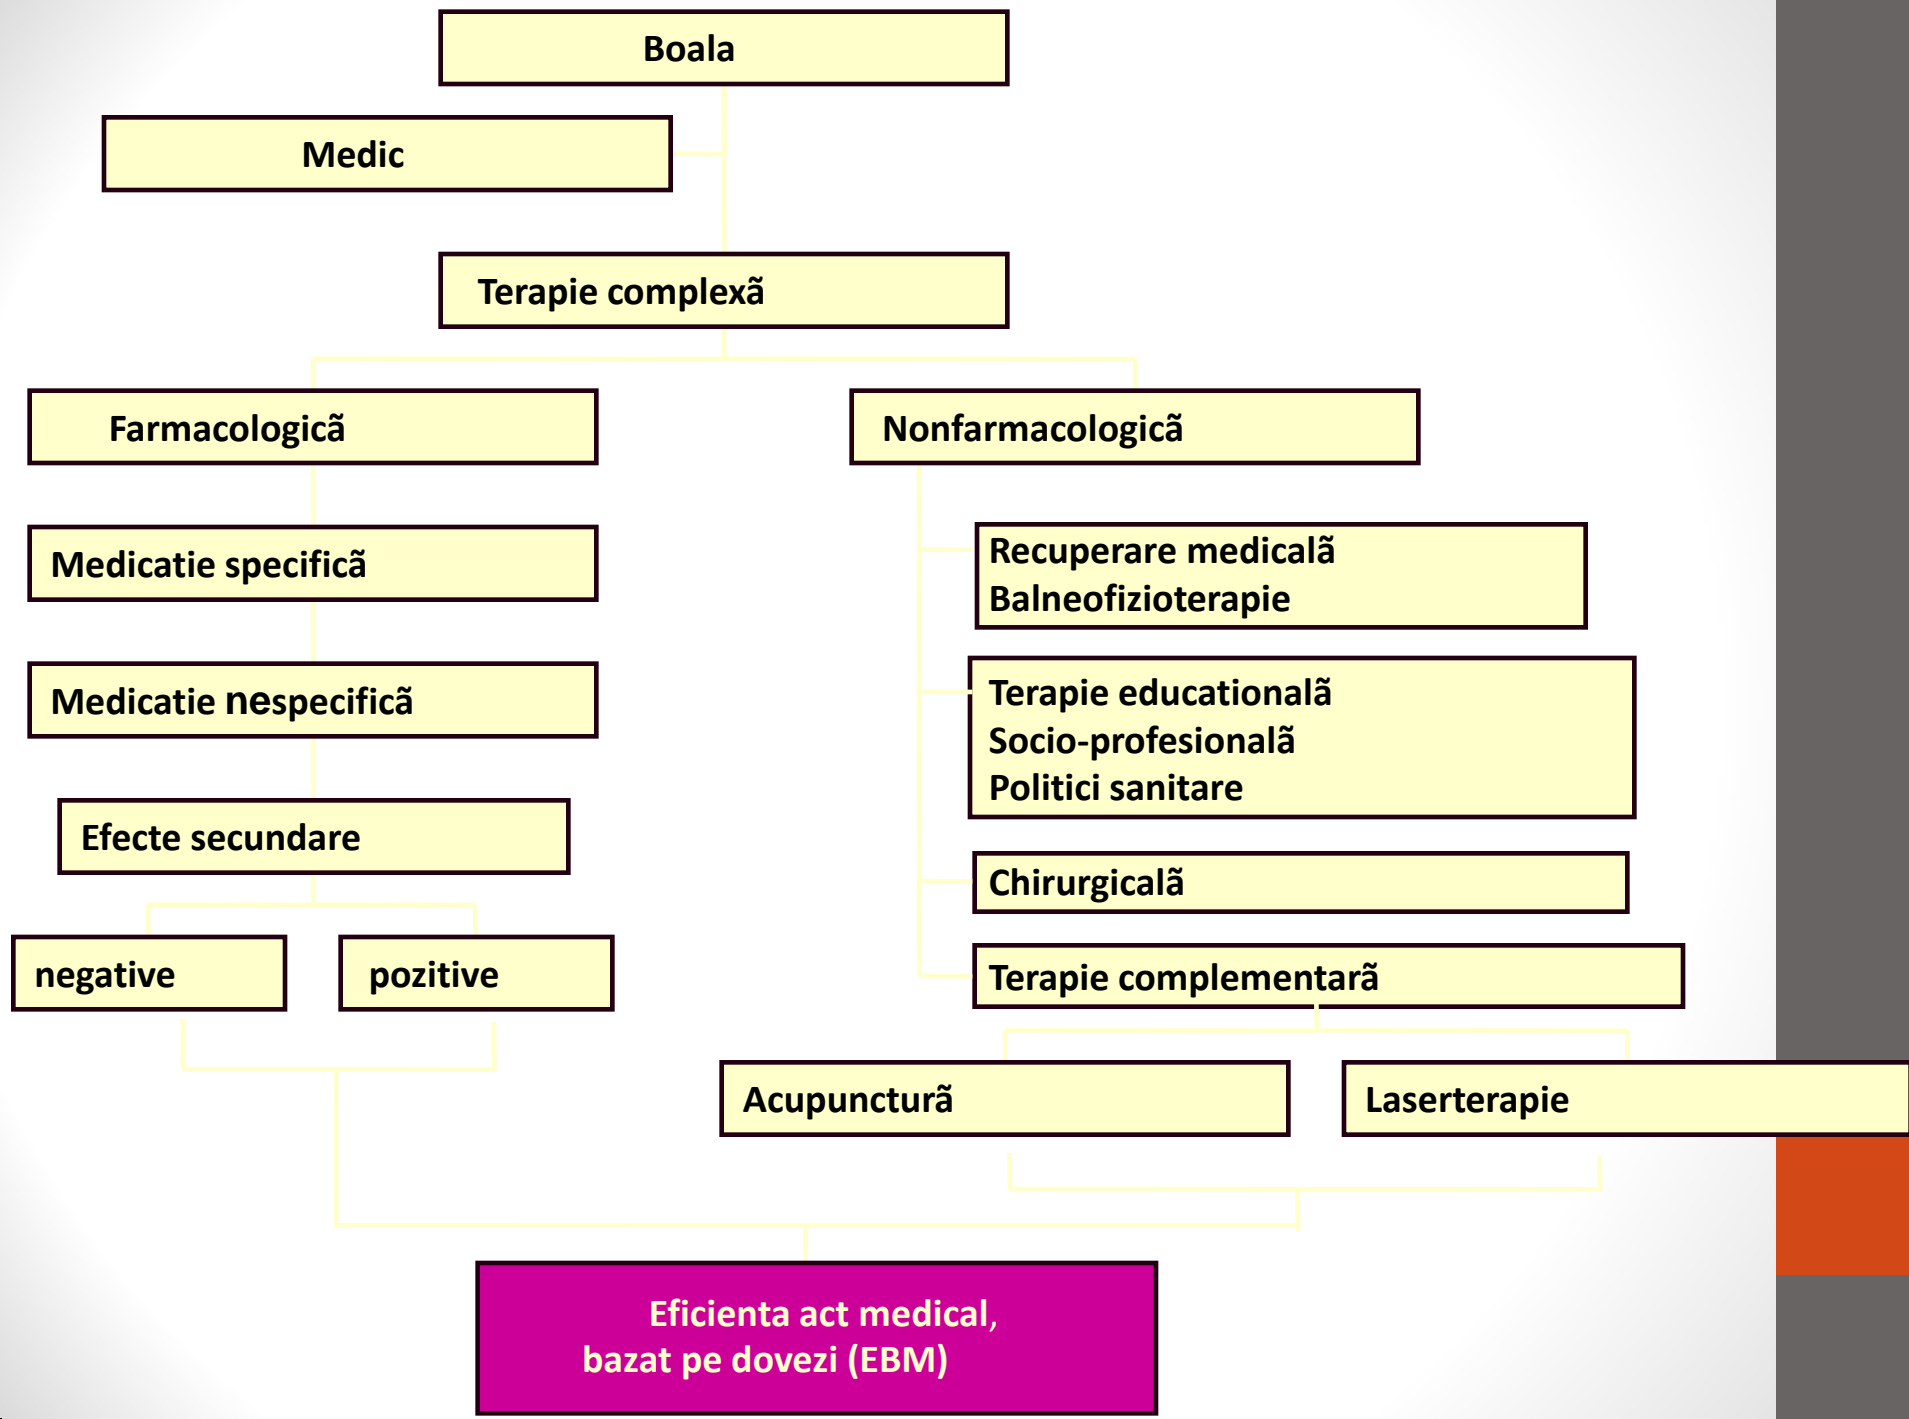 Boala
Medic
Terapie complexã
Farmacologicã
Nonfarmacologicã
Medicatie specificã
Recuperare medicalã
Balneofizioterapie
Medicatie nespecificã
Terapie educationalã
Socio-profesionalã
Politici sanitare
Efecte secundare
Chirurgicalã
negative
pozitive
Terapie complementarã
Acupuncturã
Laserterapie
Eficienta act medical,
bazat pe dovezi (EBM)